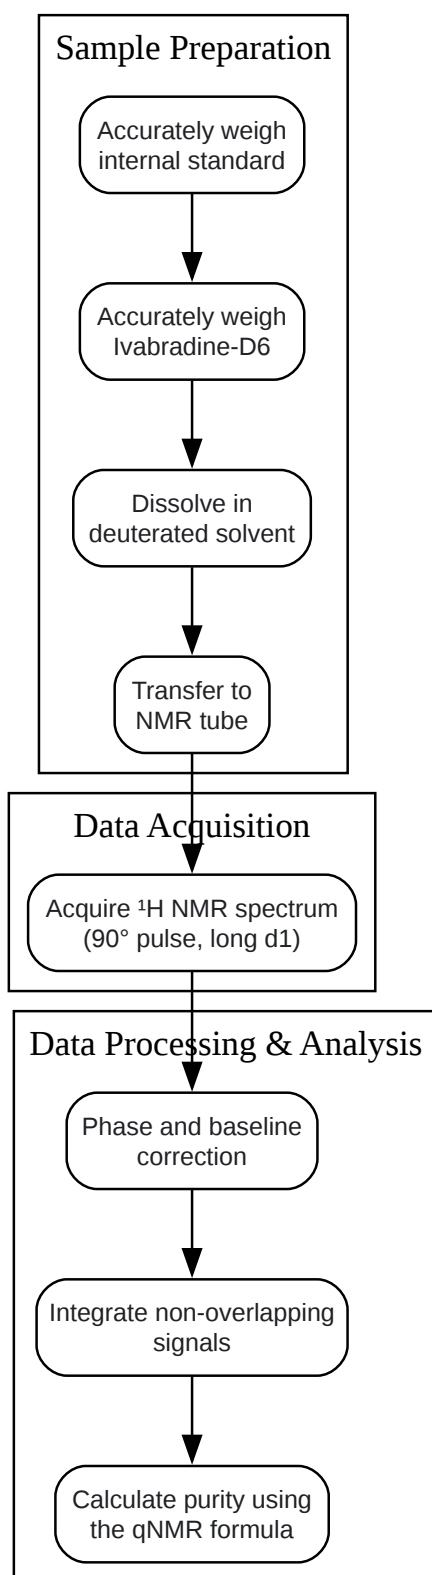 Sample Preparation
Accurately weigh
internal standard
Accurately weigh
Ivabradine-D6
Dissolve in
deuterated solvent
Transfer to
NMR tube
Data Acquisition
Acquire ¹H NMR spectrum
(90° pulse, long d1)
Data Processing & Analysis
Phase and baseline
correction
Integrate non-overlapping
signals
Calculate purity using
the qNMR formula